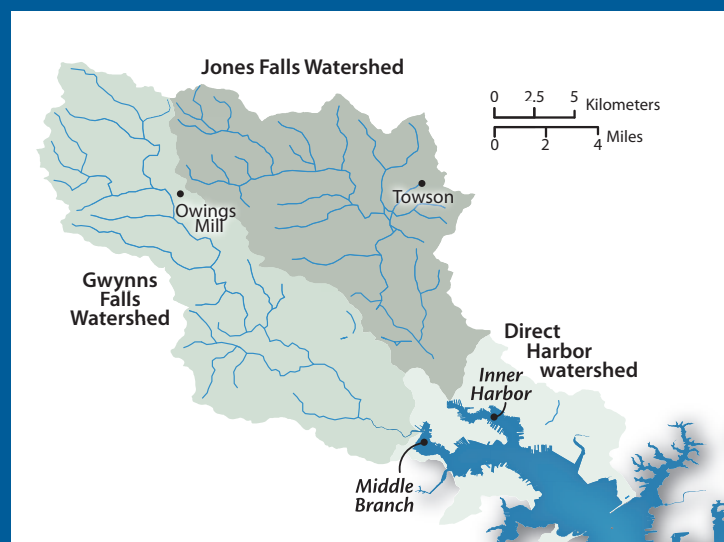 Jones Falls Watershed
0 2.5 5 Kilometers
0 2 4 Miles
Towson
Owings
Mill
Gwynns
Falls
Watershed
Direct
Harbor
watershed
Inner
Harbor
Middle
Branch